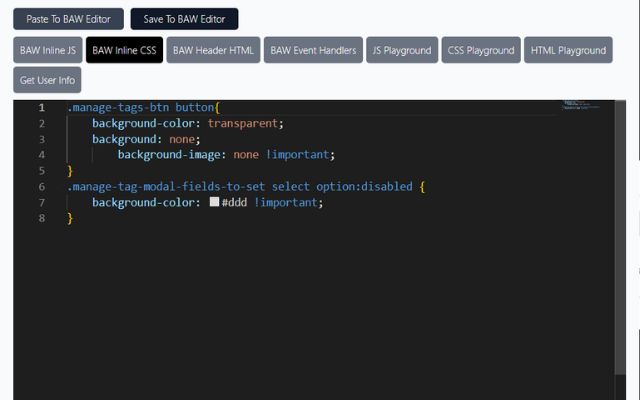 Paste To BAW Editor Save To BAW Editor
BAW Inline JS BAW Inline CSS BAW Header HTML BAW Event Handlers JS Playground CSS Playground HTML Playground
Get User Info
1 .manage-tags-btn button{
2 background-color: transparent;
3 background: none;
4 background-image: none !important;
5 }
6 .manage-tag-modal-fields-to-set select option:disabled {
7 background-color: #ddd !important;
8 }